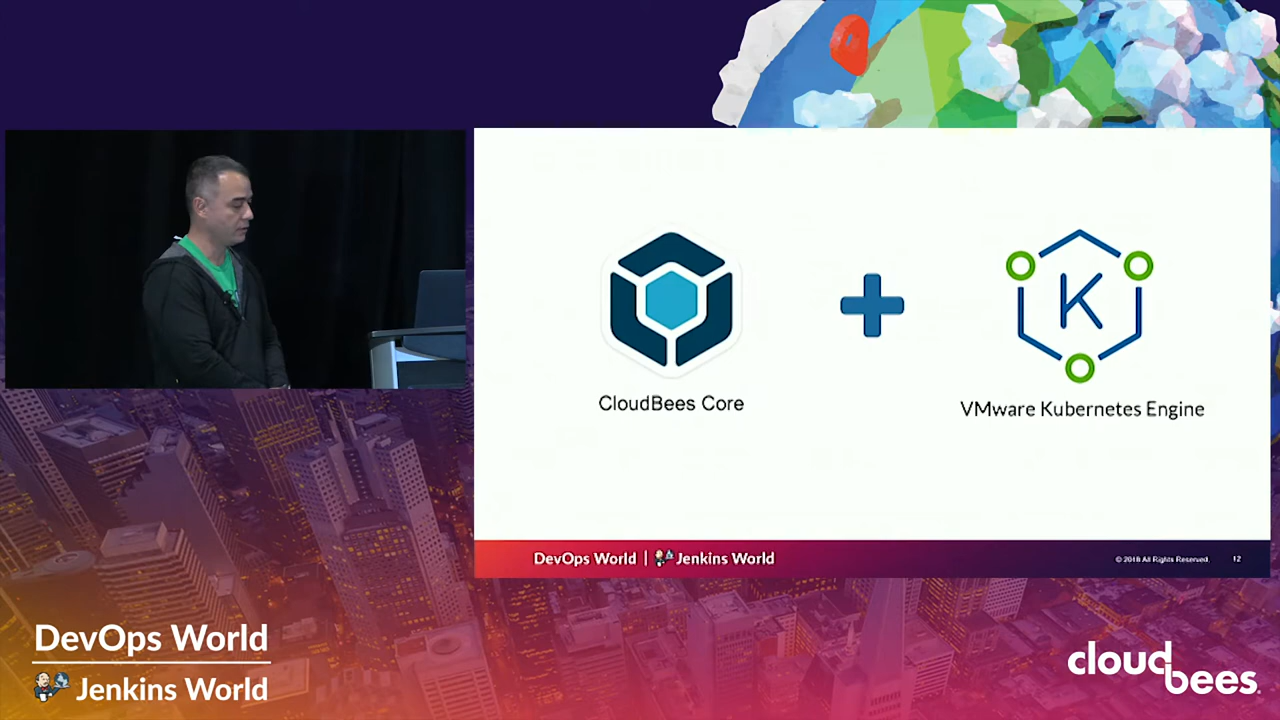 K
CloudBees Core
VMware Kubernetes Engine
DevOps World | Jenkins World
© 2018 All Rights Reserved.
12
DevOps World
Jenkins World
cloudbees®